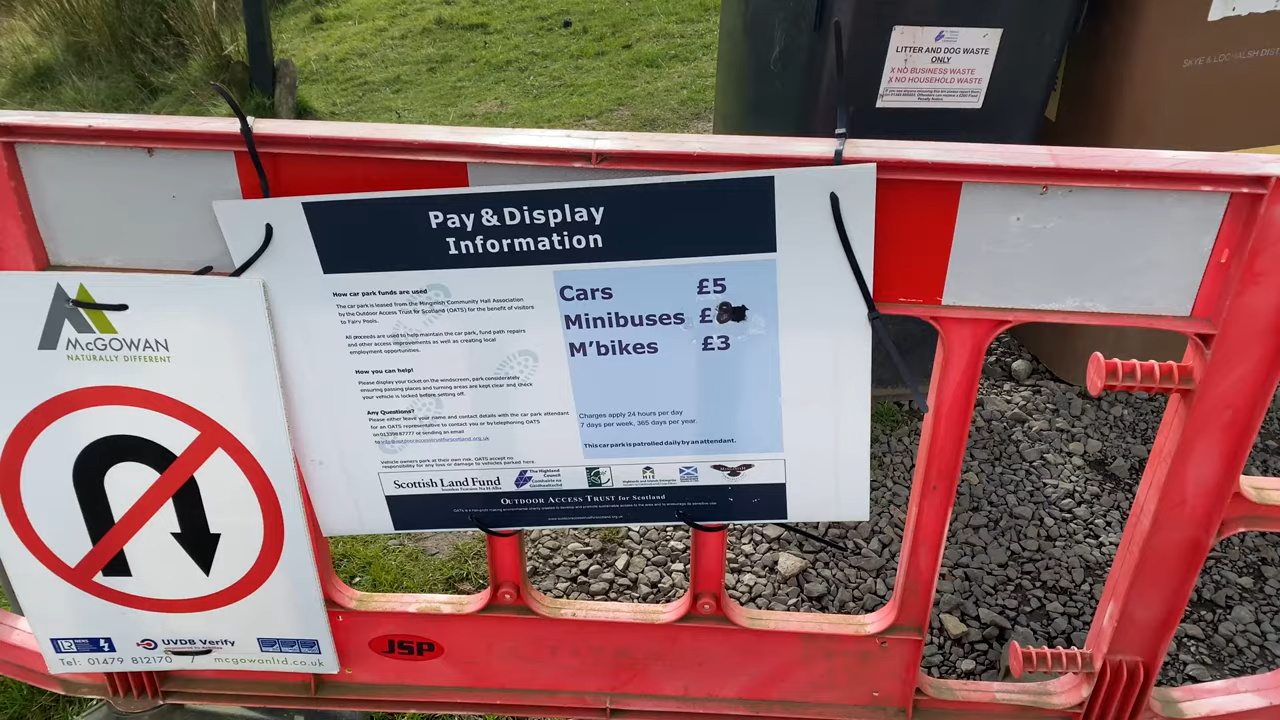 LITTER AND DOG WASTE
ONLY
X NO BUSINESS WASTE
X NO HOUSEHOLD WASTE
SKYE & LOCHALSH DIST
Pay & Display
Information
How car park funds are used
The car park is leased from the Minginish Community Hall Association
by the Outdoor Access Trust for Scotland (OATS) for the benefit of visitors
to Fairy Pools.
All proceeds are used to help maintain the car park, fund path repairs
and other access improvements as well as creating local
employment opportunities.
How you can help!
Please display your ticket on the windscreen, park considerately
ensuring passing places and turning areas are kept clear and check
your vehicle is locked before setting off.
Any Questions?
Please either leave your name and contact details with the car park attendant
for an OATS representative to contact you or by telephoning OATS
or sending an email
to info@outdooraccesstrustforscotland.org.uk
Vehicle owners park at their own risk. OATS accept no
responsibility for any loss or damage to vehicles parked here.
Cars £5
Minibuses £
M'bikes £3
Charges apply 24 hours per day
7 days per week, 365 days per year.
This car park is patrolled daily by an attendant.
Scottish Land Fund
The Highland
Council
Comhairle na
Gàidhealtachd
HIE
OUTDOOR ACCESS TRUST for Scotland
McGOWAN
NATURALLY DIFFERENT
UVDB Verify
Tel: 01479 812170 / mcgowanltd.co.uk
JSP